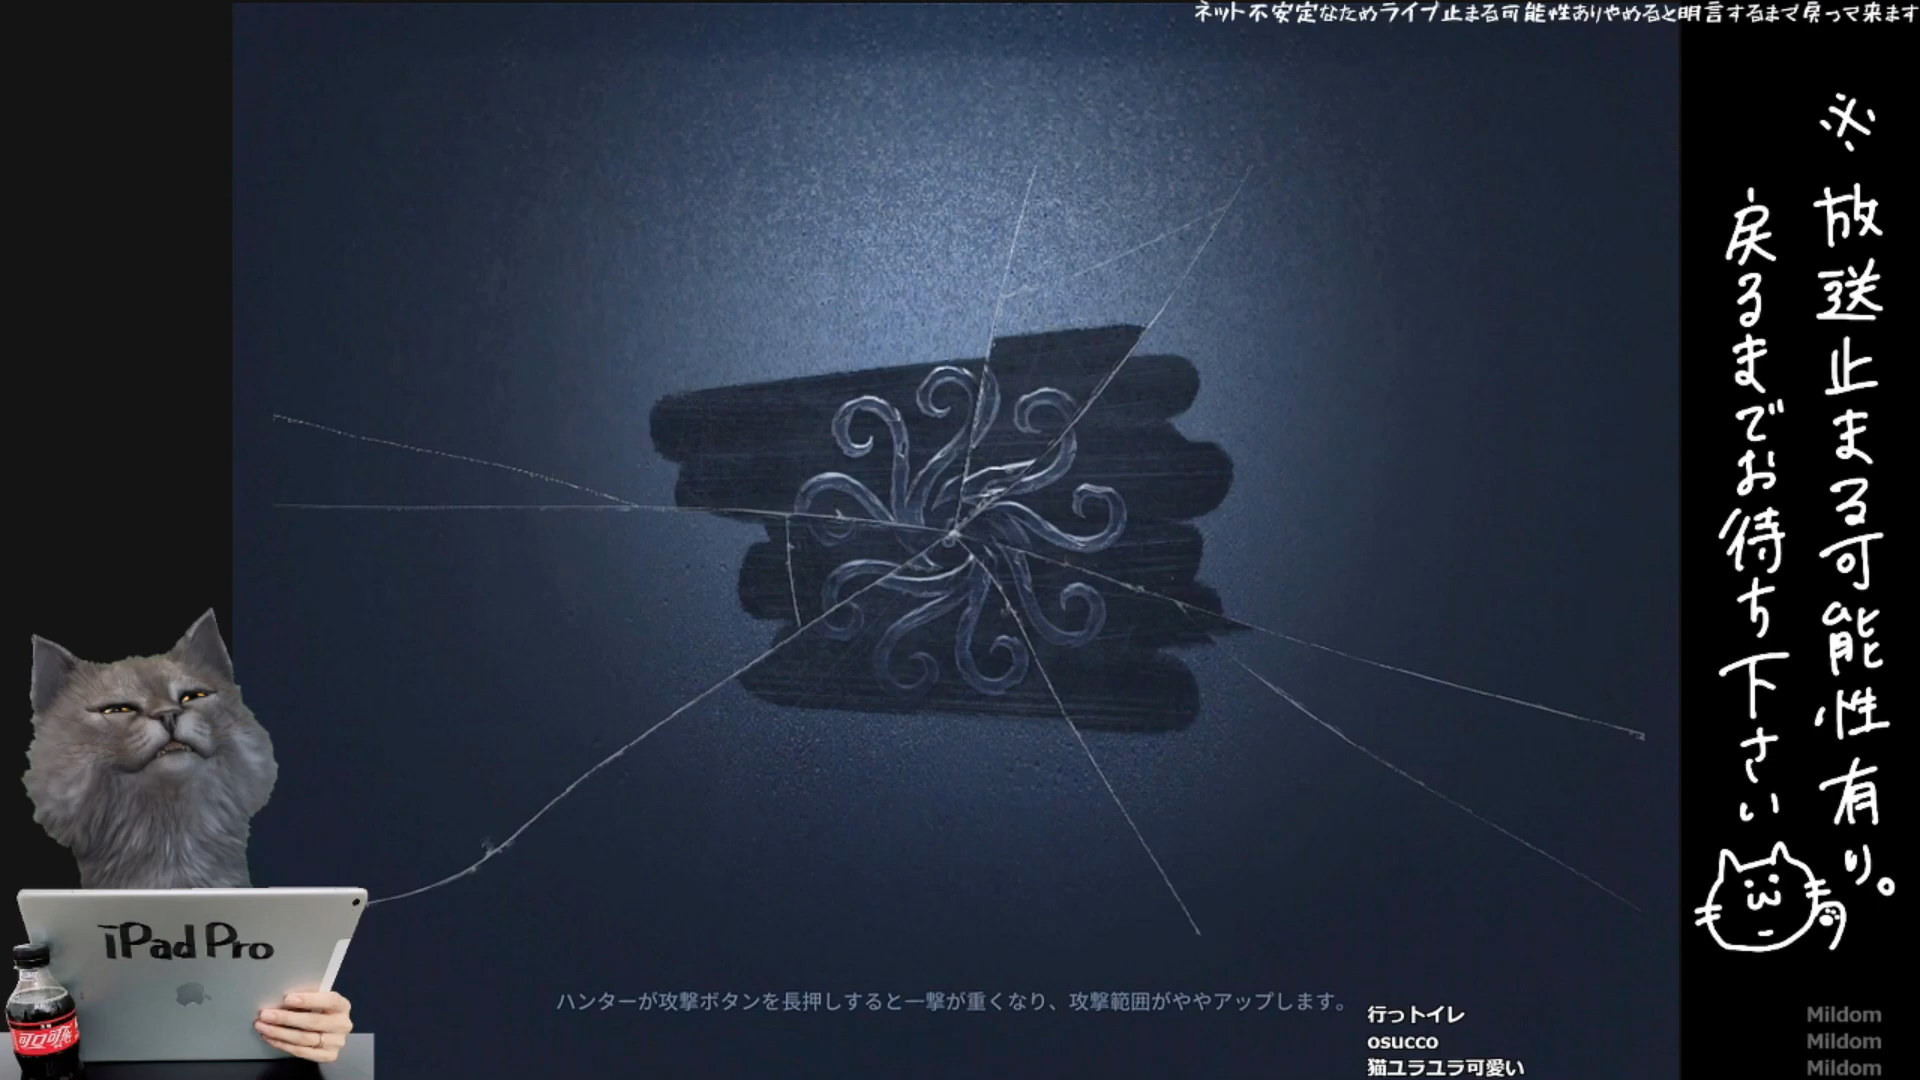 ネット不安定なためライブ止まる可能性ありやめると明言するまで戻って来ます
※放送止まる可能性有り。
戻るまでお待ち下さい
iPad Pro
可口可乐
ハンターが攻撃ボタンを長押しすると一撃が重くなり、攻撃範囲がややアップします。
行っトイレ
osucco
猫ユラユラ可愛い
Mildom
Mildom
Mildom